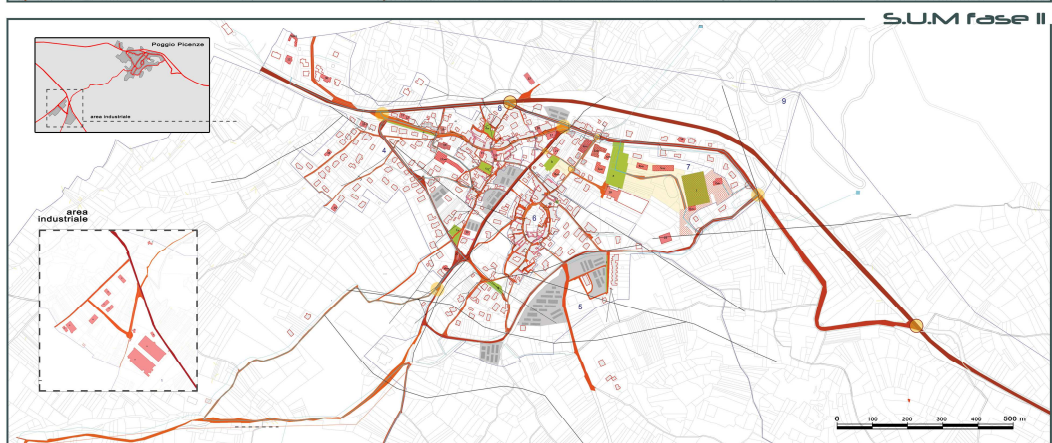 S.U.M fase II
Poggio Picenze
area industriale
area
industriale
4
8
9
7
6
5
0 100 200 300 400 500 m